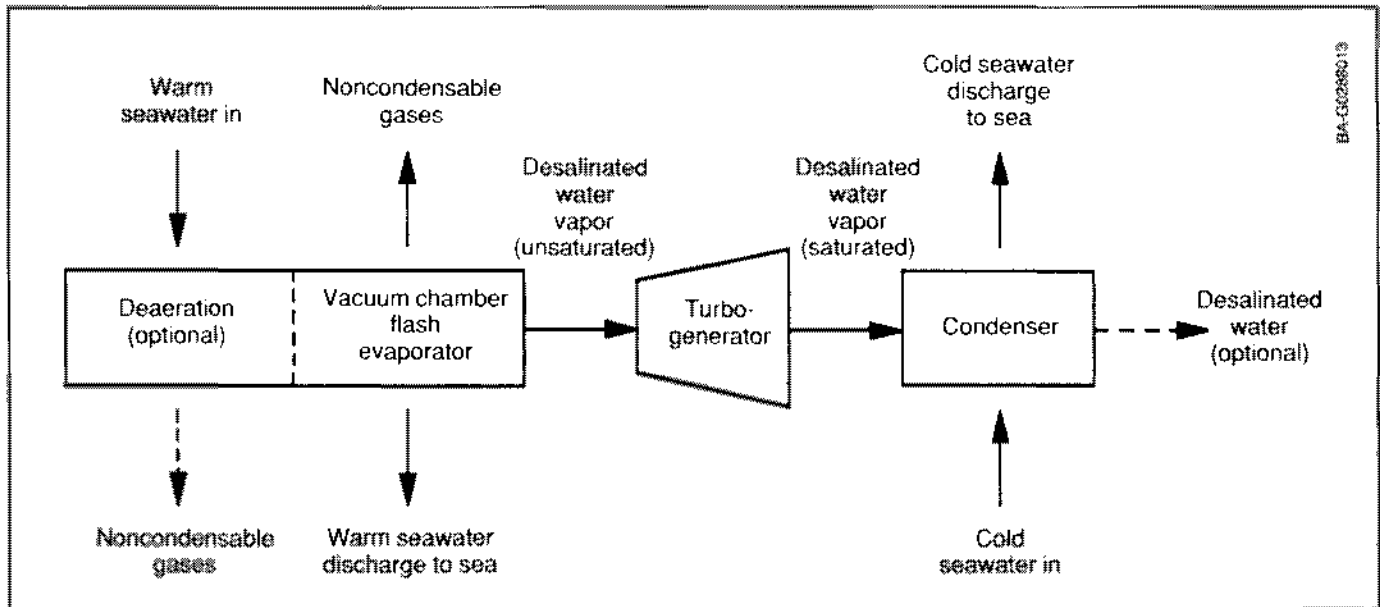 Warm
seawater in
Noncondensable
gases
Cold seawater
discharge
to sea
BA-G0288013
Desalinated
water
vapor
(unsaturated)
Desalinated
water
vapor
(saturated)
Deaeration
(optional)
Vacuum chamber
flash
evaporator
Turbo-
generator
Condenser
Desalinated
water
(optional)
Noncondensable
gases
Warm seawater
discharge to sea
Cold
seawater in